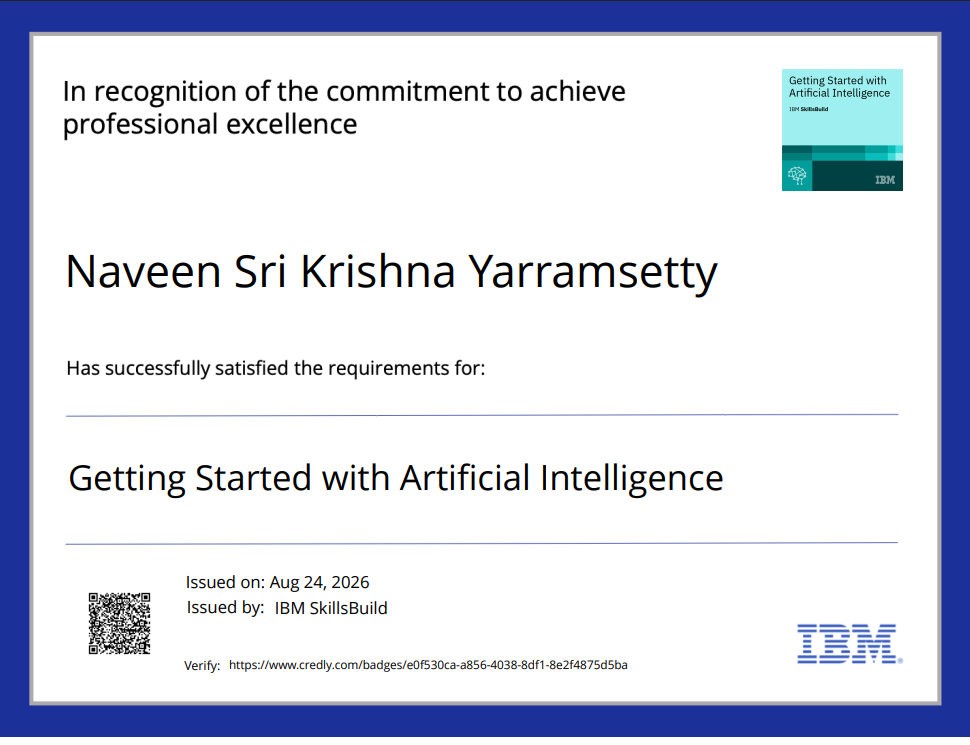 In recognition of the commitment to achieve
professional excellence
Getting Started with
Artificial Intelligence
IBM SkillsBuild
IBM
Naveen Sri Krishna Yarramsetty
Has successfully satisfied the requirements for:
Getting Started with Artificial Intelligence
Issued on: Aug 24, 2026
Issued by: IBM SkillsBuild
Verify: https://www.credly.com/badges/e0f530ca-a856-4038-8df1-8e2f4875d5ba
IBM®